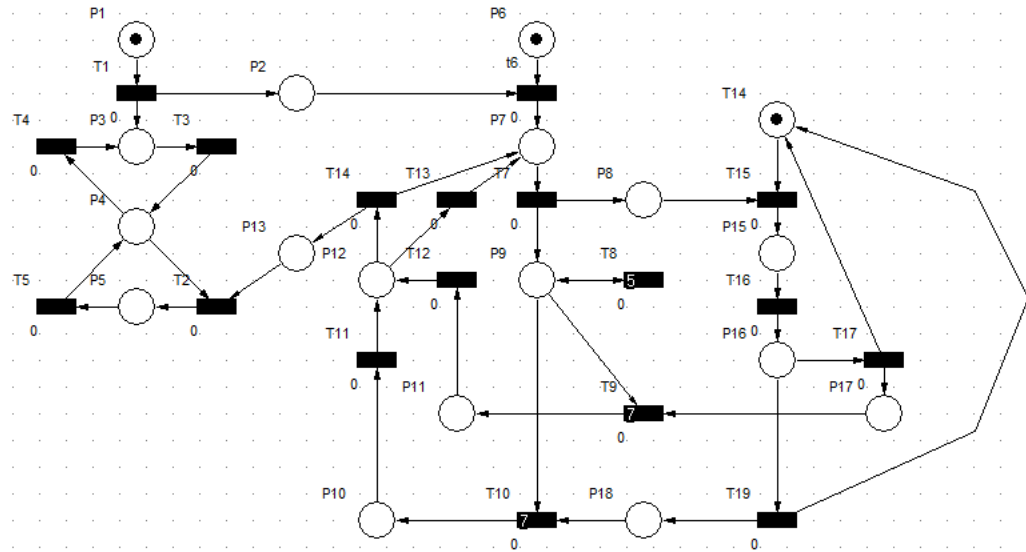 P1 P6
T1 P2 t6
T14
T4 P3 0. T3 P7 0.
0. 0. T14 T13 T7 P8 T15
P4 0. 0. 0. 0.
P13 P12 T12 P9 T8 P15
T5 P5 T2 0. 5 T16
0. 0. T11 0. P16 0. T17
0. P11 T9 0. P17
7
0.
P10 T10 P18 T19
7
0. 0.